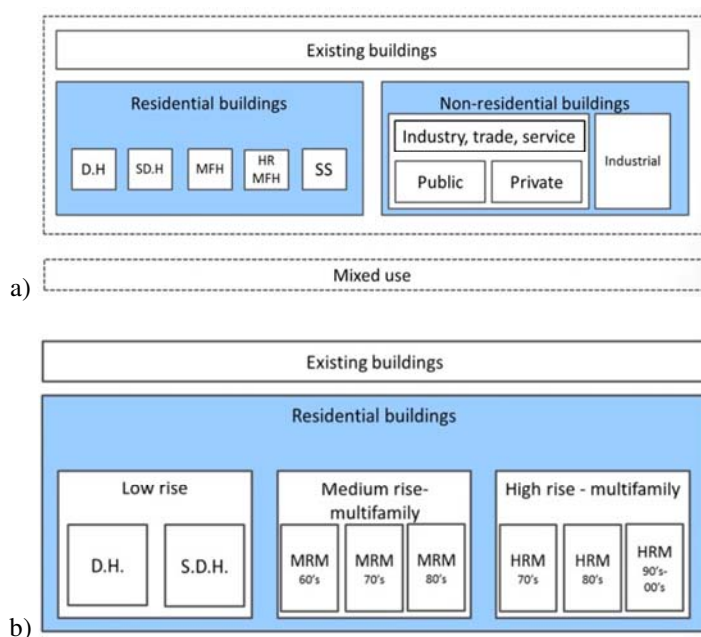 Existing buildings
Residential buildings
D.H
SD.H
MFH
HR
MFH
SS
Non-residential buildings
Industry, trade, service
Public
Private
Industrial
a)
Mixed use
Existing buildings
Residential buildings
Low rise
D.H.
S.D.H.
Medium rise-
multifamily
MRM
60's
MRM
70's
MRM
80's
High rise - multifamily
HRM
70's
HRM
80's
HRM
90's-
00's
b)